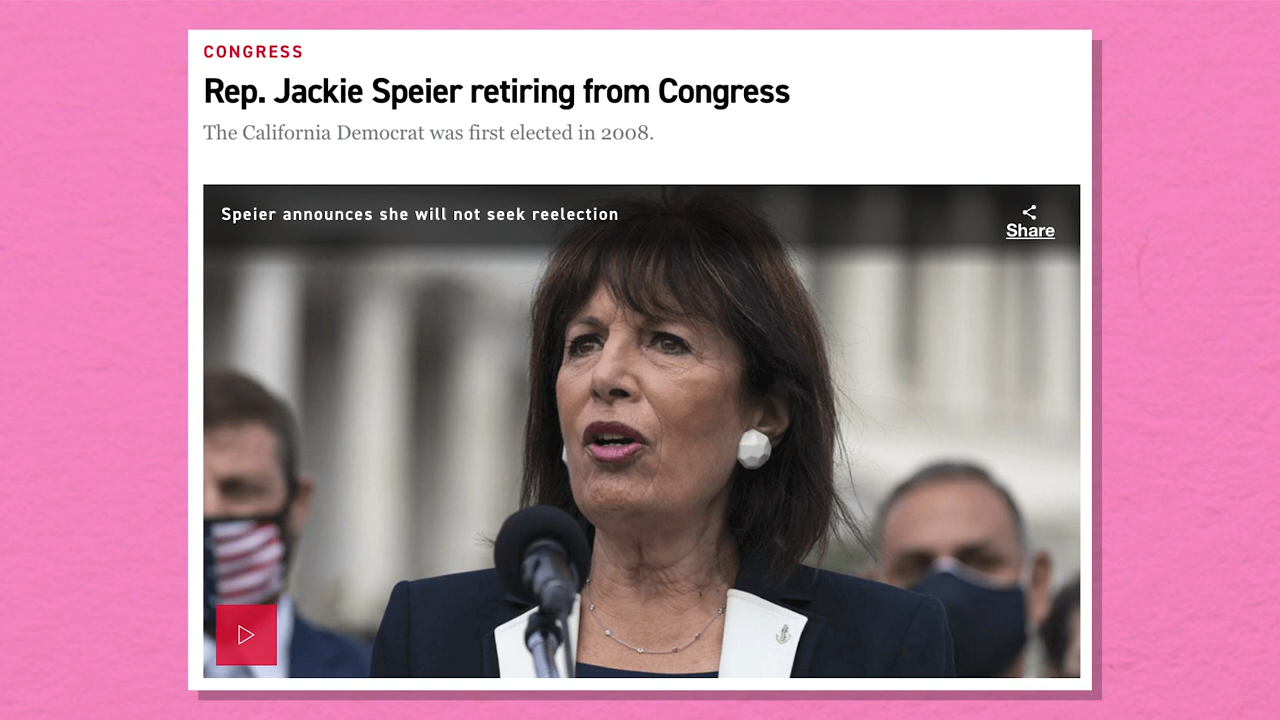 CONGRESS
Rep. Jackie Speier retiring from Congress
The California Democrat was first elected in 2008.
Speier announces she will not seek reelection
Share